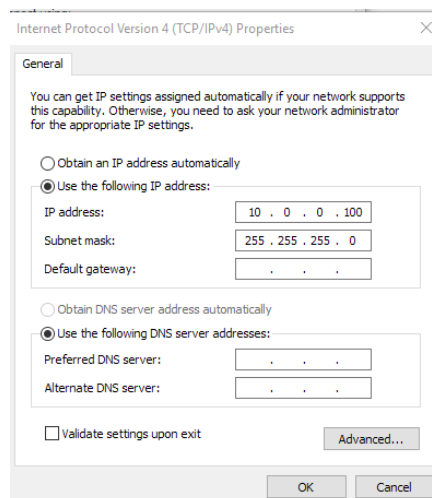 Internet Protocol Version 4 (TCP/IPv4) Properties
General
You can get IP settings assigned automatically if your network supports
this capability. Otherwise, you need to ask your network administrator
for the appropriate IP settings.
Obtain an IP address automatically
Use the following IP address:
IP address: 10 . 0 . 0 . 100
Subnet mask: 255 . 255 . 255 . 0
Default gateway: . . .
Obtain DNS server address automatically
Use the following DNS server addresses:
Preferred DNS server: . . .
Alternate DNS server: . . .
Validate settings upon exit
Advanced...
OK Cancel